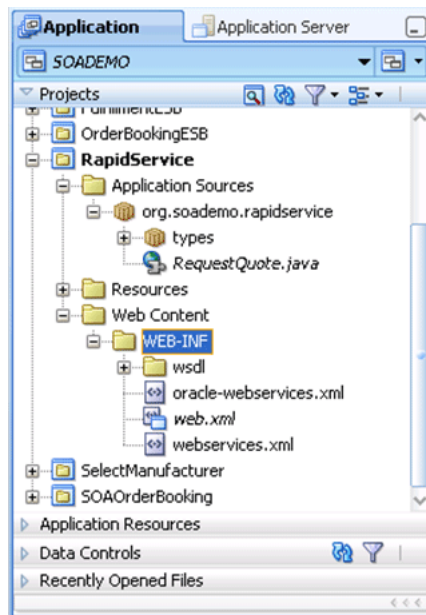 Application
Application Server
SOADEMO
Projects
FulfillmentESB
OrderBookingESB
RapidService
Application Sources
org.soademo.rapidservice
types
RequestQuote.java
Resources
Web Content
WEB-INF
wsdl
oracle-webservices.xml
web.xml
webservices.xml
SelectManufacturer
SOAOrderBooking
Application Resources
Data Controls
Recently Opened Files